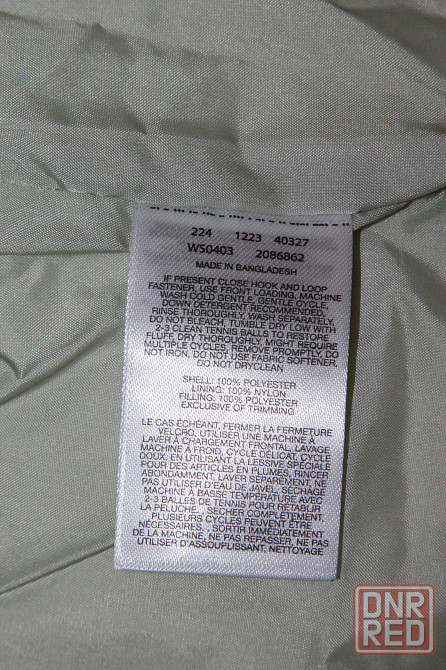 224 1223 40327
WS0403 2086862
MADE IN BANGLADESH
IF PRESENT CLOSE HOOK AND LOOP
FASTENER, USE FRONT LOADING, MACHINE
WASH COLD GENTLE, GENTLE CYCLE,
DOWN DETERGENT RECOMMENDED,
RINSE THOROUGHLY, WASH SEPARATELY,
DO NOT BLEACH, TUMBLE DRY LOW WITH
2-3 CLEAN TENNIS BALLS TO RESTORE
FLUFF, DRY THOROUGHLY, MIGHT REQUIRE
MULTIPLE CYCLES, REMOVE PROMPTLY, DO
NOT IRON, DO NOT USE FABRIC SOFTENER,
DO NOT DRYCLEAN
SHELL: 100% POLYESTER
LINING: 100% NYLON
FILLING: 100% POLYESTER
EXCLUSIVE OF TRIMMING
LE CAS ÉCHÉANT, FERMER LA FERMETURE
VELCRO, UTILISER UNE MACHINE À
LAVER À CHARGEMENT FRONTAL, LAVAGE
MACHINE À FROID, CYCLE DÉLICAT, CYCLE
DOUX, EN UTILISANT LA LESSIVE SPÉCIALE
POUR DES ARTICLES EN PLUMES, RINCER
ABONDAMMENT, LAVER SÉPARÉMENT, NE
PAS UTILISER D'EAU DE JAVEL, SÉCHAGE
MACHINE À BASSE TEMPÉRATURE AVEC
2-3 BALLES DE TENNIS POUR RÉTABLIR
LA PELUCHE, , SÉCHER COMPLÈTEMENT,
PLUSIEURS CYCLES PEUVENT ÊTRE
NÉCESSAIRES, , SORTIR IMMÉDIATEMENT
DE LA MACHINE, NE PAS REPASSER, NE PAS
UTILISER D'ASSOUPLISSANT, NETTOYAGE
DNR
RED